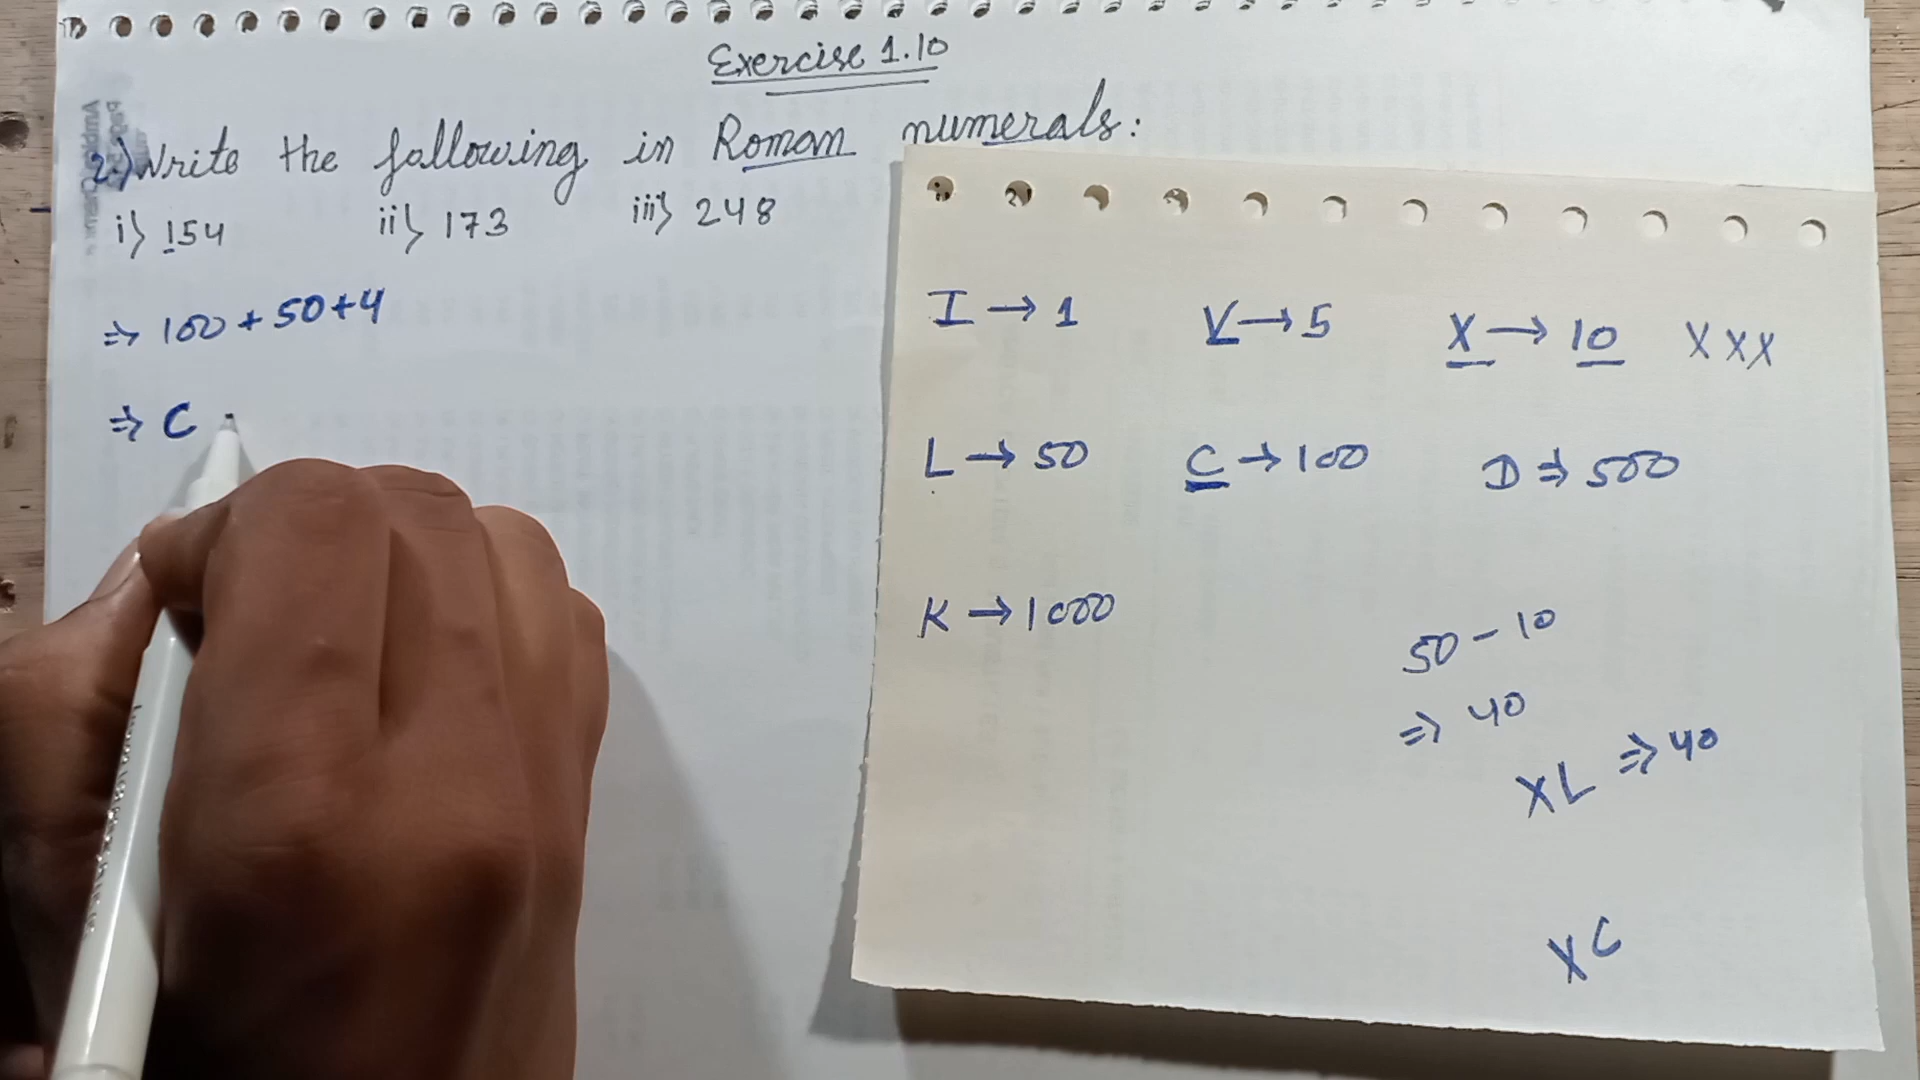 Exercise 1.10
2.) Write the following in Roman numerals:
i) 154 ii) 173 iii) 248
⇒ 100 + 50 + 4
⇒ C
I → 1 V → 5 X → 10 X X X
L → 50 C → 100 D ⇒ 500
K → 1000
50 - 10
⇒ 40
XL ⇒ 40
XC